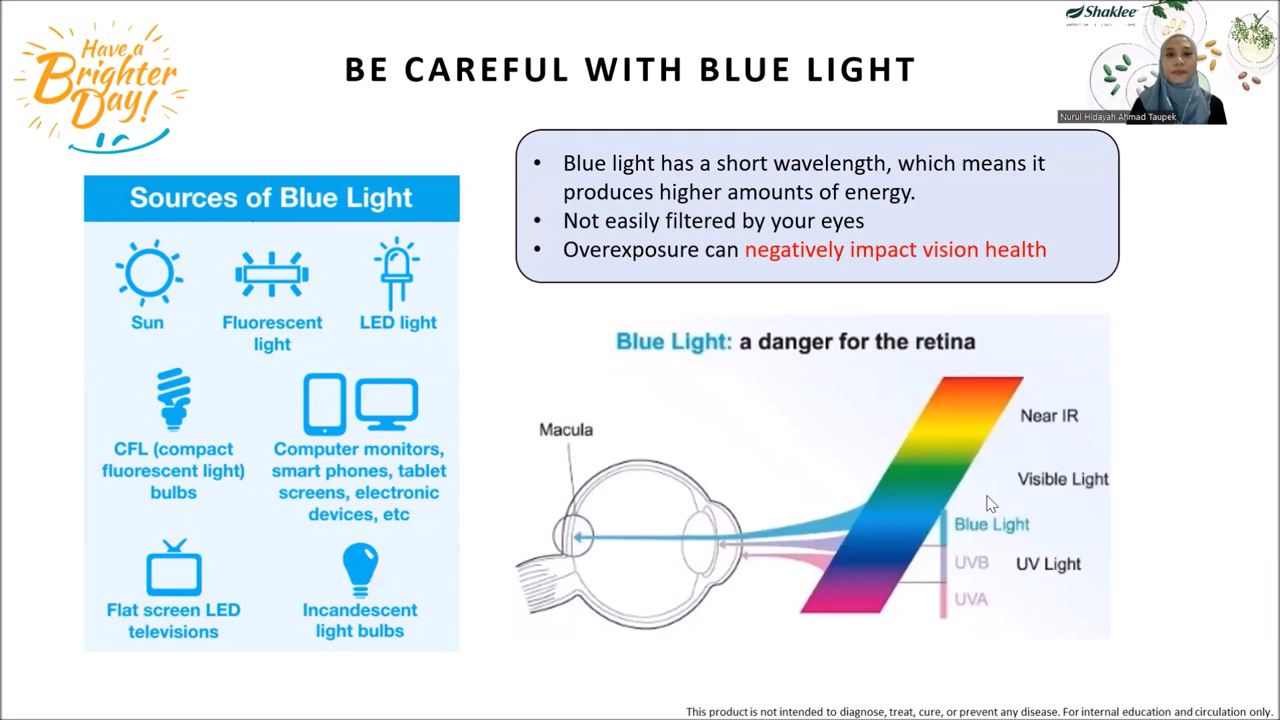 Have a
Brighter
Day!
BE CAREFUL WITH BLUE LIGHT
Shaklee
Nurul Hidayah Ahmad Taupek
• Blue light has a short wavelength, which means it
produces higher amounts of energy.
• Not easily filtered by your eyes
• Overexposure can negatively impact vision health
Sources of Blue Light
Sun
Fluorescent
light
LED light
CFL (compact
fluorescent light)
bulbs
Computer monitors,
smart phones, tablet
screens, electronic
devices, etc
Flat screen LED
televisions
Incandescent
light bulbs
Blue Light: a danger for the retina
Macula
Near IR
Visible Light
Blue Light
UVB
UV Light
UVA
This product is not intended to diagnose, treat, cure, or prevent any disease. For internal education and circulation only.